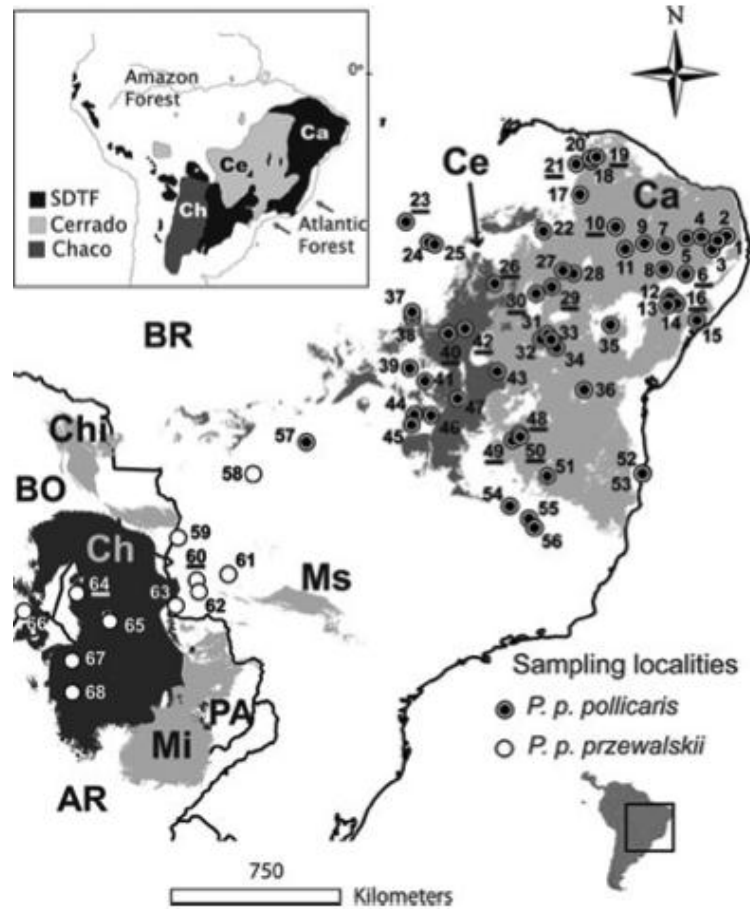 Amazon
Forest
0°
N
Ca
Ce
Ch
SDTF
Cerrado
Chaco
Atlantic
Forest
20
19
21
18
17
Ce
Ca
23
10
9
7
4
2
22
1
24
25
11
5
3
26
27
28
8
6
30
29
12
16
37
13
14
15
BR
38
31
33
35
40
42
32
34
39
41
43
36
47
44
46
45
48
Chi
57
49
50
52
58
51
53
BO
54
55
59
56
Ch
60
61
Ms
64
63
62
66
65
67
Sampling localities
68
PA
P. p. pollicaris
Mi
P. p. przewalskii
AR
750
Kilometers